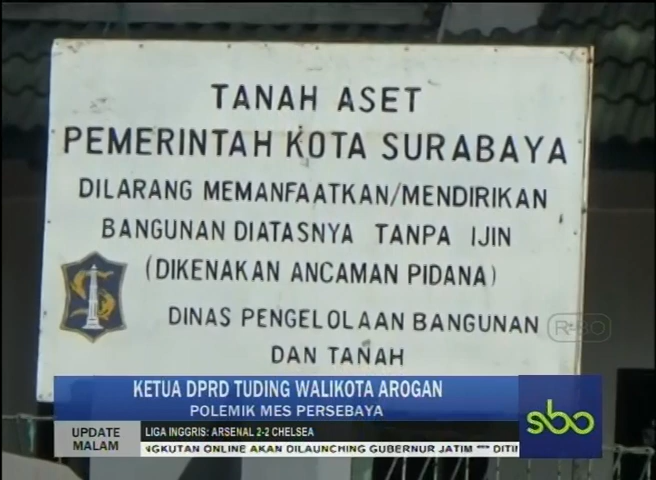 TANAH ASET
PEMERINTAH KOTA SURABAYA
DILARANG MEMANFAATKAN/MENDIRIKAN
BANGUNAN DIATASNYA TANPA IJIN
(DIKENAKAN ANCAMAN PIDANA)
DINAS PENGELOLAAN BANGUNAN
DAN TANAH
KETUA DPRD TUDING WALIKOTA AROGAN
POLEMIK MES PERSEBAYA
sbo
UPDATE
MALAM
LIGA INGGRIS: ARSENAL 2-2 CHELSEA
NGKUTAN ONLINE AKAN DILAUNCHING GUBERNUR JATIM *** DITIN